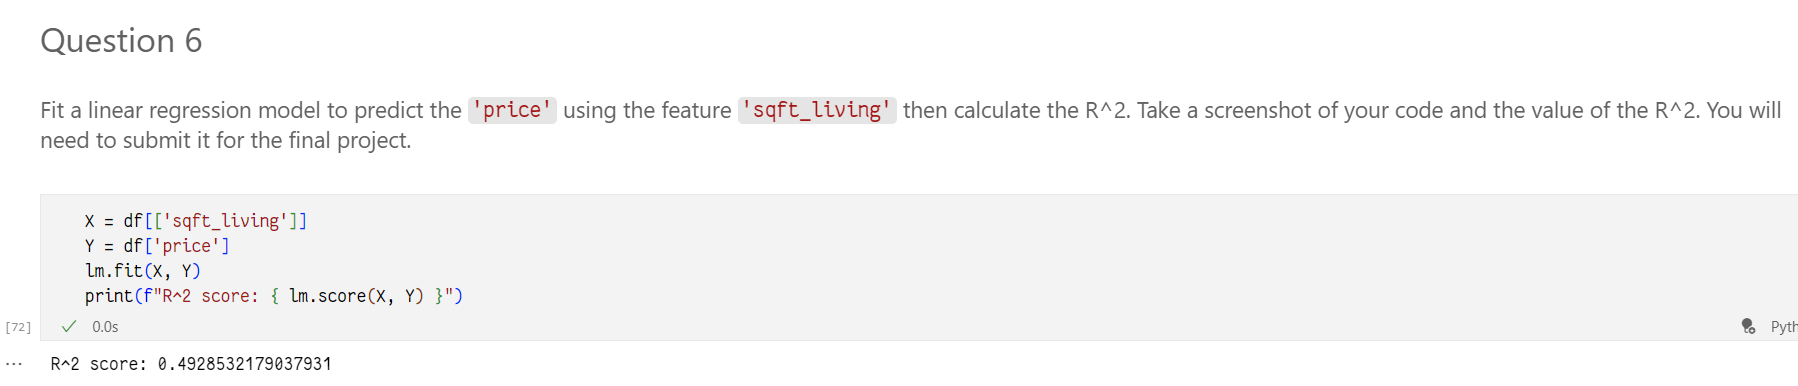 Question 6
Fit a linear regression model to predict the 'price' using the feature 'sqft_living' then calculate the R^2. Take a screenshot of your code and the value of the R^2. You will
need to submit it for the final project.
X = df[['sqft_living']]
Y = df['price']
lm.fit(X, Y)
print(f"R^2 score: { lm.score(X, Y) }")
[72] ✓ 0.0s Pyth
... R^2 score: 0.4928532179037931